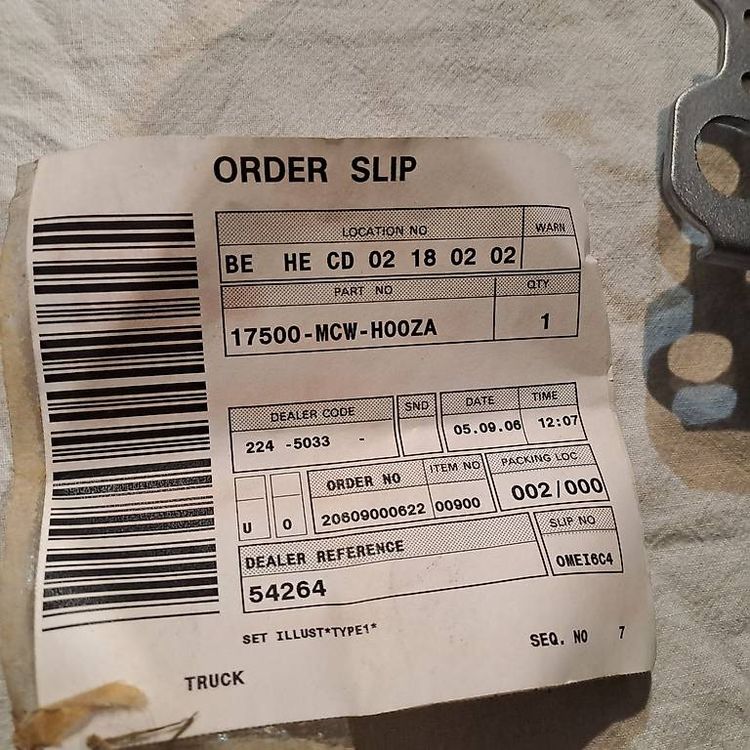 ORDER SLIP
LOCATION NO WARN
BE HE CD 02 18 02 02
PART NO QTY
17500-MCW-H00ZA 1
DEALER CODE SND DATE TIME
224 -5033 - 05.09.06 12:07
ORDER NO ITEM NO PACKING LOC
U 0 20609000622 00900 002/000
DEALER REFERENCE SLIP NO
54264 0MEI6C4
SET ILLUST*TYPE1* SEQ. NO 7
TRUCK